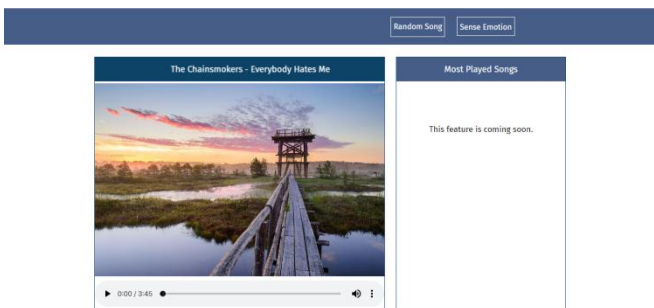 Random Song
Sense Emotion
The Chainsmokers - Everybody Hates Me
Most Played Songs
This feature is coming soon.
0:00 / 3:45